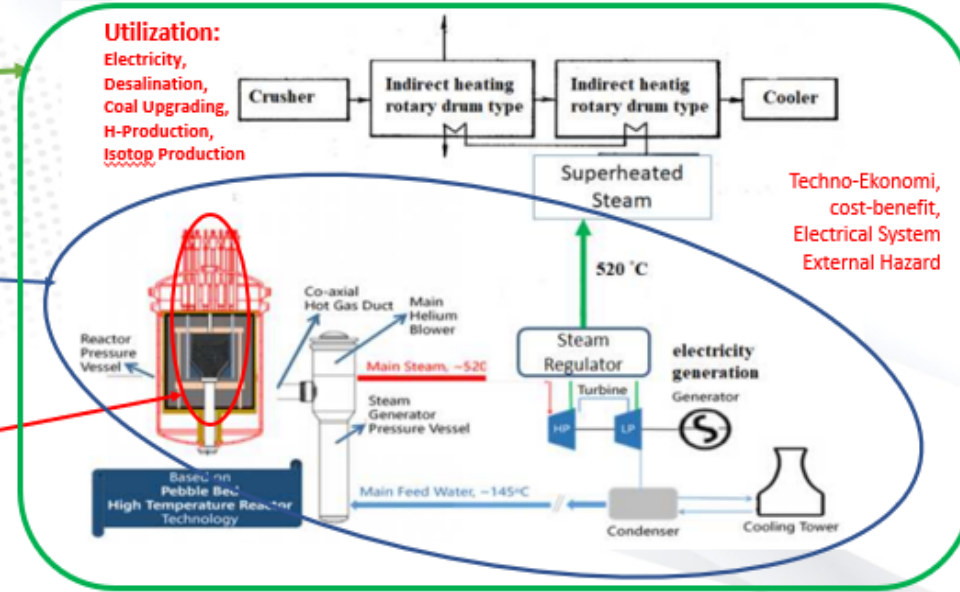 Utilization:
Electricity,
Desalination,
Coal Upgrading,
H-Production,
Isotop Production
Crusher
Indirect heating
rotary drum type
Indirect heatig
rotary drum type
Cooler
Superheated
Steam
Techno-Ekonomi,
cost-benefit,
Electrical System
External Hazard
520 °C
Co-axial
Hot Gas Duct
Main
Helium
Blower
Reactor
Pressure
Vessel
Main Steam, ~520
Steam
Regulator
electricity
generation
Generator
Turbine
HP
LP
Steam
Generator
Pressure Vessel
Based on
Pebble Bed
High Temperature Reactor
Technology
Main Feed Water, ~145°C
Condenser
Cooling Tower